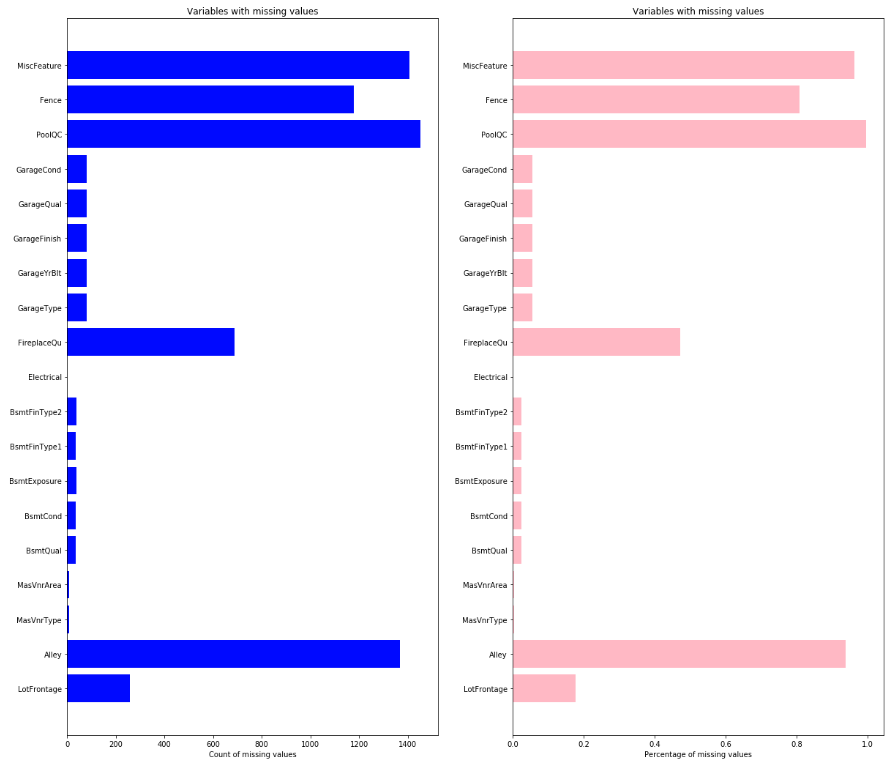 Variables with missing values
MiscFeature
Fence
PoolQC
GarageCond
GarageQual
GarageFinish
GarageYrBlt
GarageType
FireplaceQu
Electrical
BsmtFinType2
BsmtFinType1
BsmtExposure
BsmtCond
BsmtQual
MasVnrArea
MasVnrType
Alley
LotFrontage
0 200 400 600 800 1000 1200 1400
Count of missing values
Variables with missing values
MiscFeature
Fence
PoolQC
GarageCond
GarageQual
GarageFinish
GarageYrBlt
GarageType
FireplaceQu
Electrical
BsmtFinType2
BsmtFinType1
BsmtExposure
BsmtCond
BsmtQual
MasVnrArea
MasVnrType
Alley
LotFrontage
0.0 0.2 0.4 0.6 0.8 1.0
Percentage of missing values